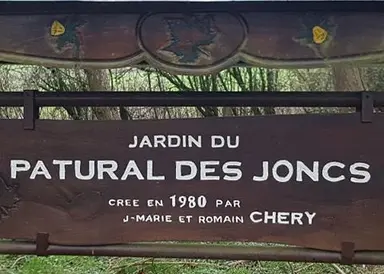 JARDIN DU
PATURAL DES JONCS
CREE EN 1980 PAR
J-MARIE ET ROMAIN CHERY